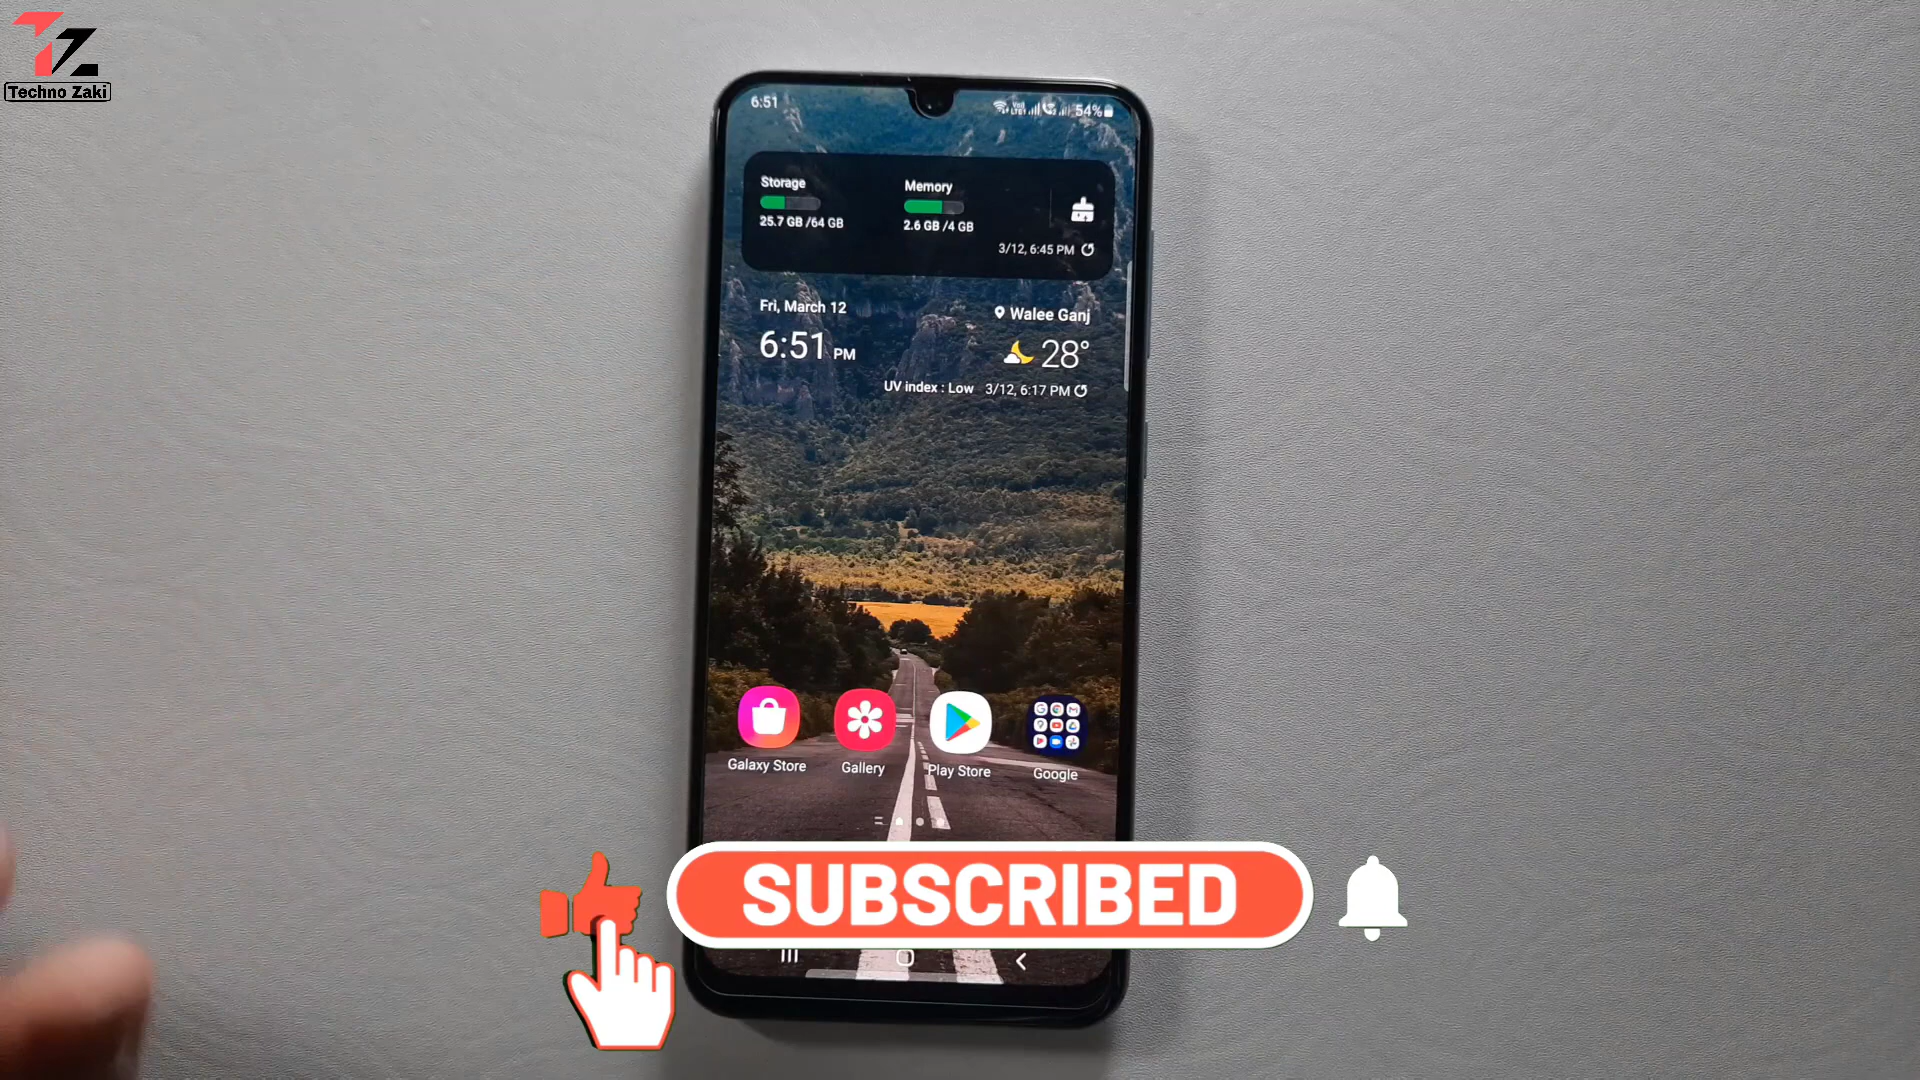 Techno Zaki
6:51
54%
Storage
25.7 GB /64 GB
Memory
2.6 GB /4 GB
3/12, 6:45 PM
Fri, March 12
6:51 PM
Walee Ganj
28°
UV index : Low 3/12, 6:17 PM
Galaxy Store
Gallery
Play Store
Google
SUBSCRIBED